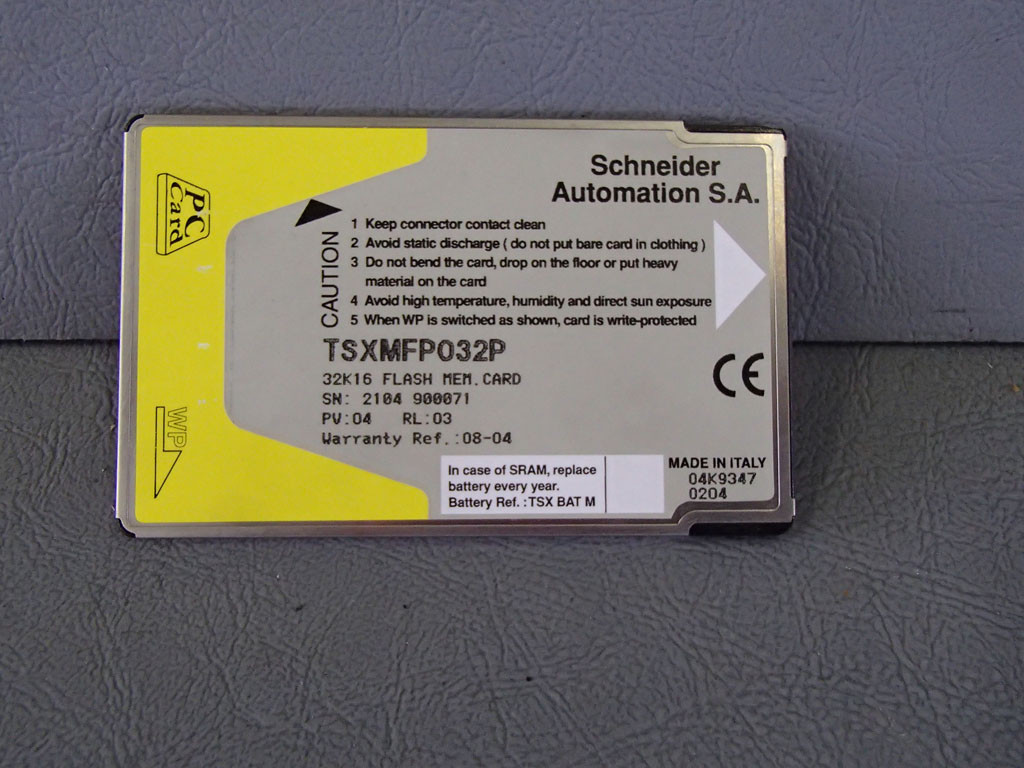 PC
Card
WP
Schneider
Automation S.A.
CAUTION
1 Keep connector contact clean
2 Avoid static discharge ( do not put bare card in clothing )
3 Do not bend the card, drop on the floor or put heavy
material on the card
4 Avoid high temperature, humidity and direct sun exposure
5 When WP is switched as shown, card is write-protected
TSXMFP032P
32K16 FLASH MEM.CARD
SN: 2104 900071
PV:04 RL:03
Warranty Ref.:08-04
CE
In case of SRAM, replace
battery every year.
Battery Ref. :TSX BAT M
MADE IN ITALY
04K9347
0204